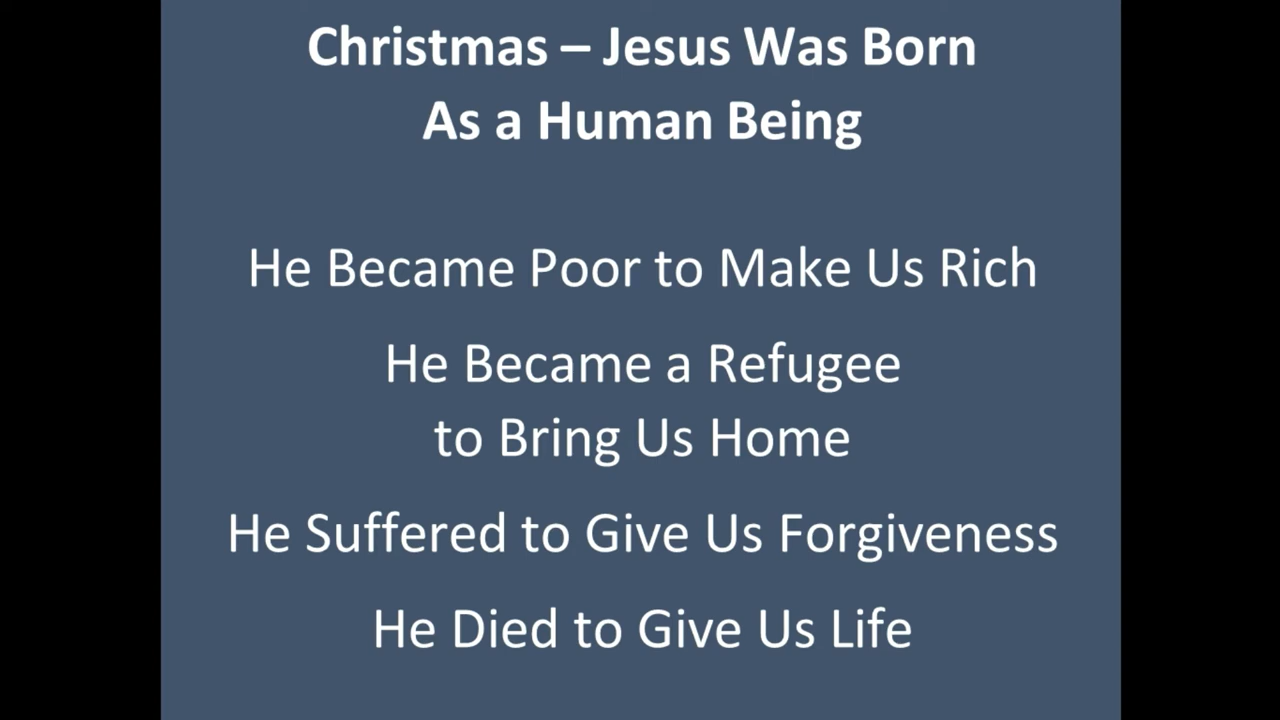 Christmas – Jesus Was Born
As a Human Being
He Became Poor to Make Us Rich
He Became a Refugee
to Bring Us Home
He Suffered to Give Us Forgiveness
He Died to Give Us Life